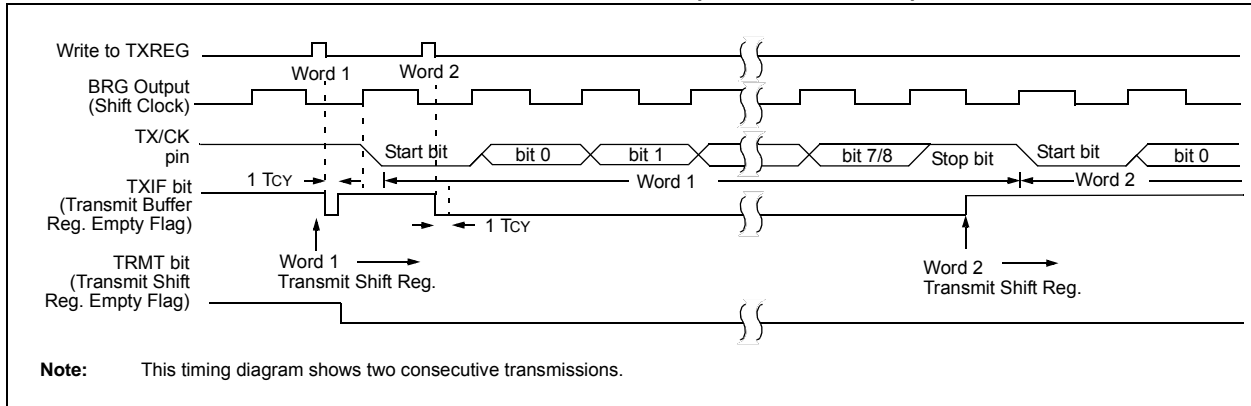 Write to TXREG
Word 1
Word 2
BRG Output
(Shift Clock)
TX/CK
pin
Start bit
bit 0
bit 1
bit 7/8
Stop bit
Start bit
bit 0
1 TCY
Word 1
Word 2
TXIF bit
(Transmit Buffer
Reg. Empty Flag)
1 TCY
Word 1
Transmit Shift Reg.
Word 2
Transmit Shift Reg.
TRMT bit
(Transmit Shift
Reg. Empty Flag)
Note: This timing diagram shows two consecutive transmissions.